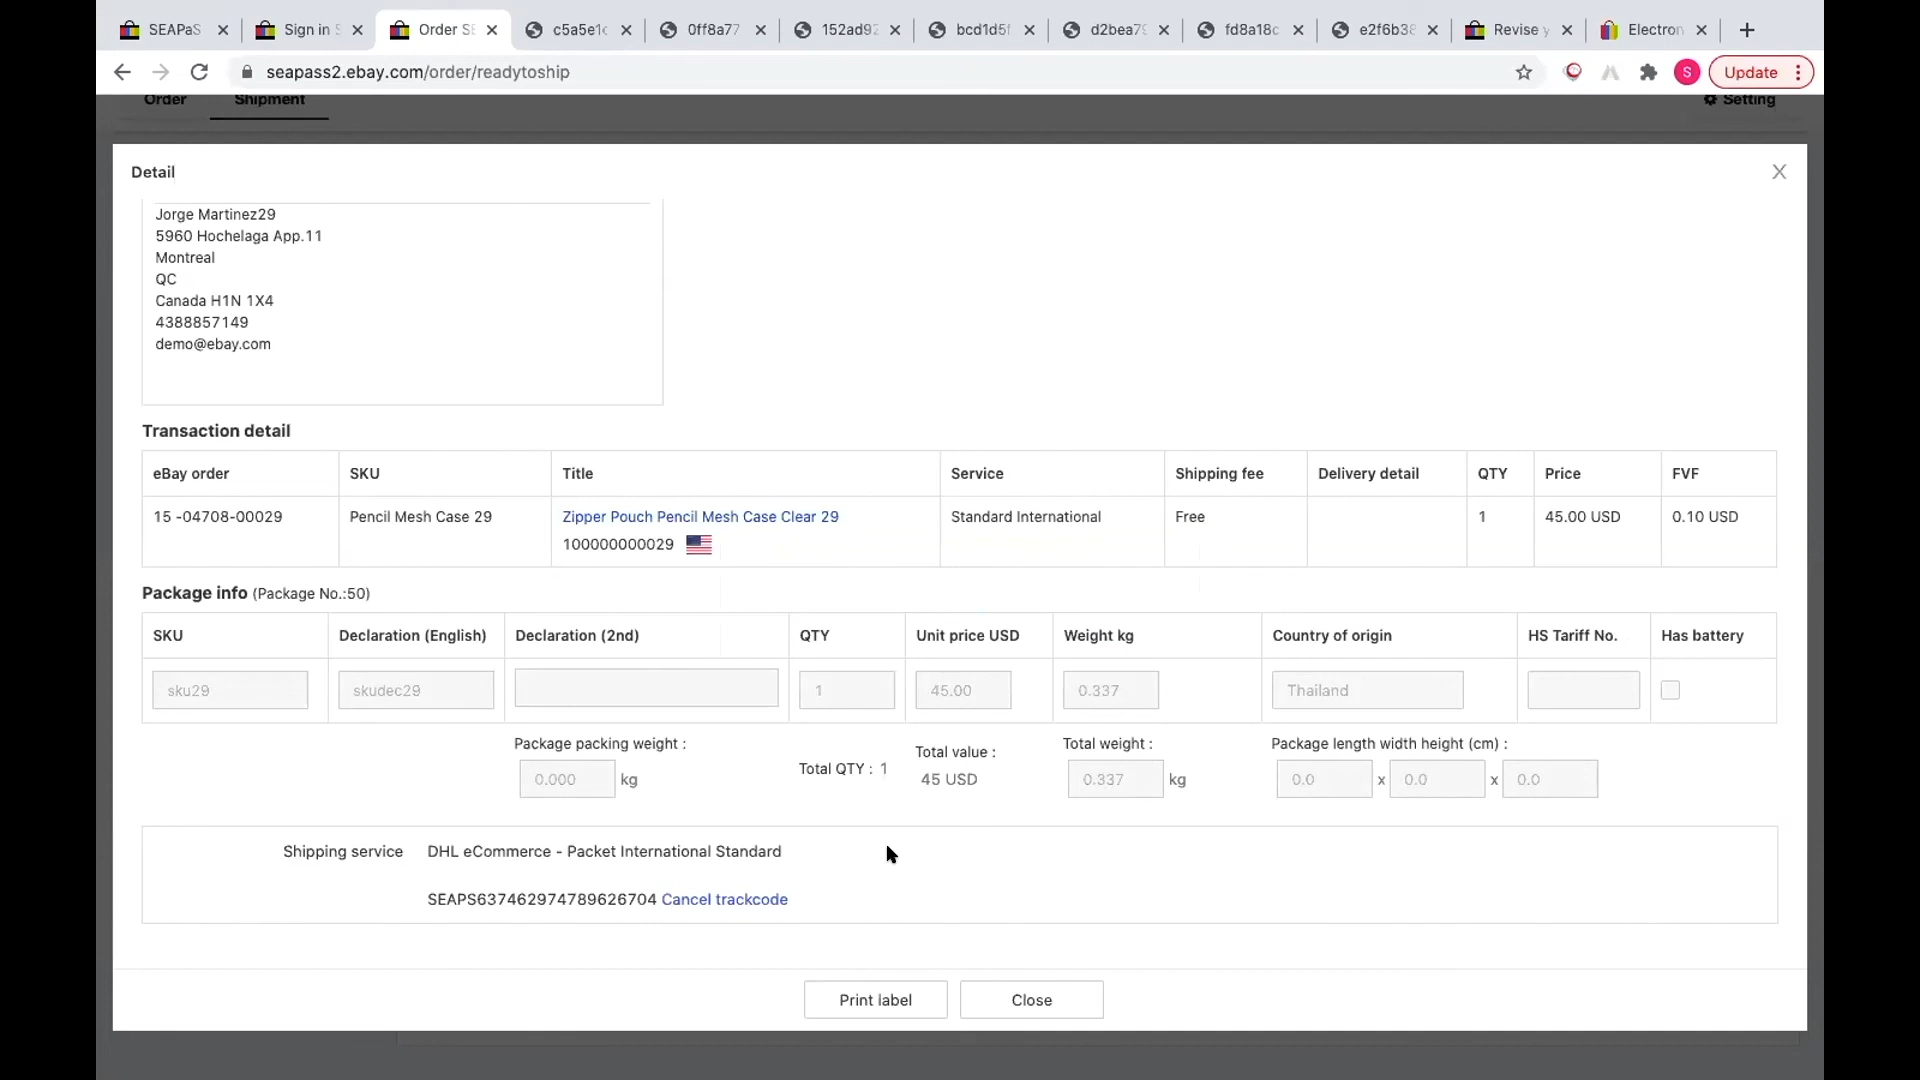 SEAPaS
Sign in S
Order SE
c5a5e1c
0ff8a77
152ad92
bcd1d5f
d2bea79
fd8a18c
e2f6b38
Revise y
Electron
seapass2.ebay.com/order/readytoship
S
Update
Order
Shipment
Setting
Detail
X
Jorge Martinez29
5960 Hochelaga App.11
Montreal
QC
Canada H1N 1X4
4388857149
demo@ebay.com
Transaction detail
eBay order SKU Title Service Shipping fee Delivery detail QTY Price FVF
15 -04708-00029 Pencil Mesh Case 29 Zipper Pouch Pencil Mesh Case Clear 29 Standard International Free 1 45.00 USD 0.10 USD
100000000029
Package info (Package No.:50)
SKU Declaration (English) Declaration (2nd) QTY Unit price USD Weight kg Country of origin HS Tariff No. Has battery
sku29 skudec29 1 45.00 0.337 Thailand
Package packing weight : Total value : Total weight : Package length width height (cm) :
0.000 kg Total QTY : 1 45 USD 0.337 kg 0.0 x 0.0 x 0.0
Shipping service DHL eCommerce - Packet International Standard
SEAPS637462974789626704 Cancel trackcode
Print label Close